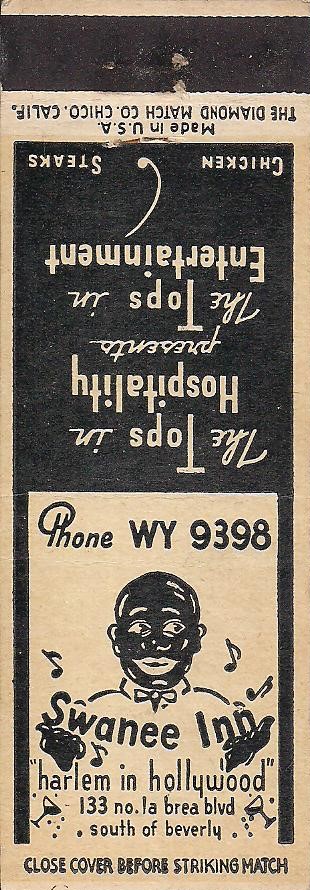 THE DIAMOND MATCH CO. CHICO. CALIF.
Made in U.S.A.
CHICKEN STEAKS
The Tops in
Hospitality
presents
The Tops in
Entertainment
Phone WY 9398
Swanee Inn
"harlem in hollywood"
133 no. la brea blvd
south of beverly
CLOSE COVER BEFORE STRIKING MATCH